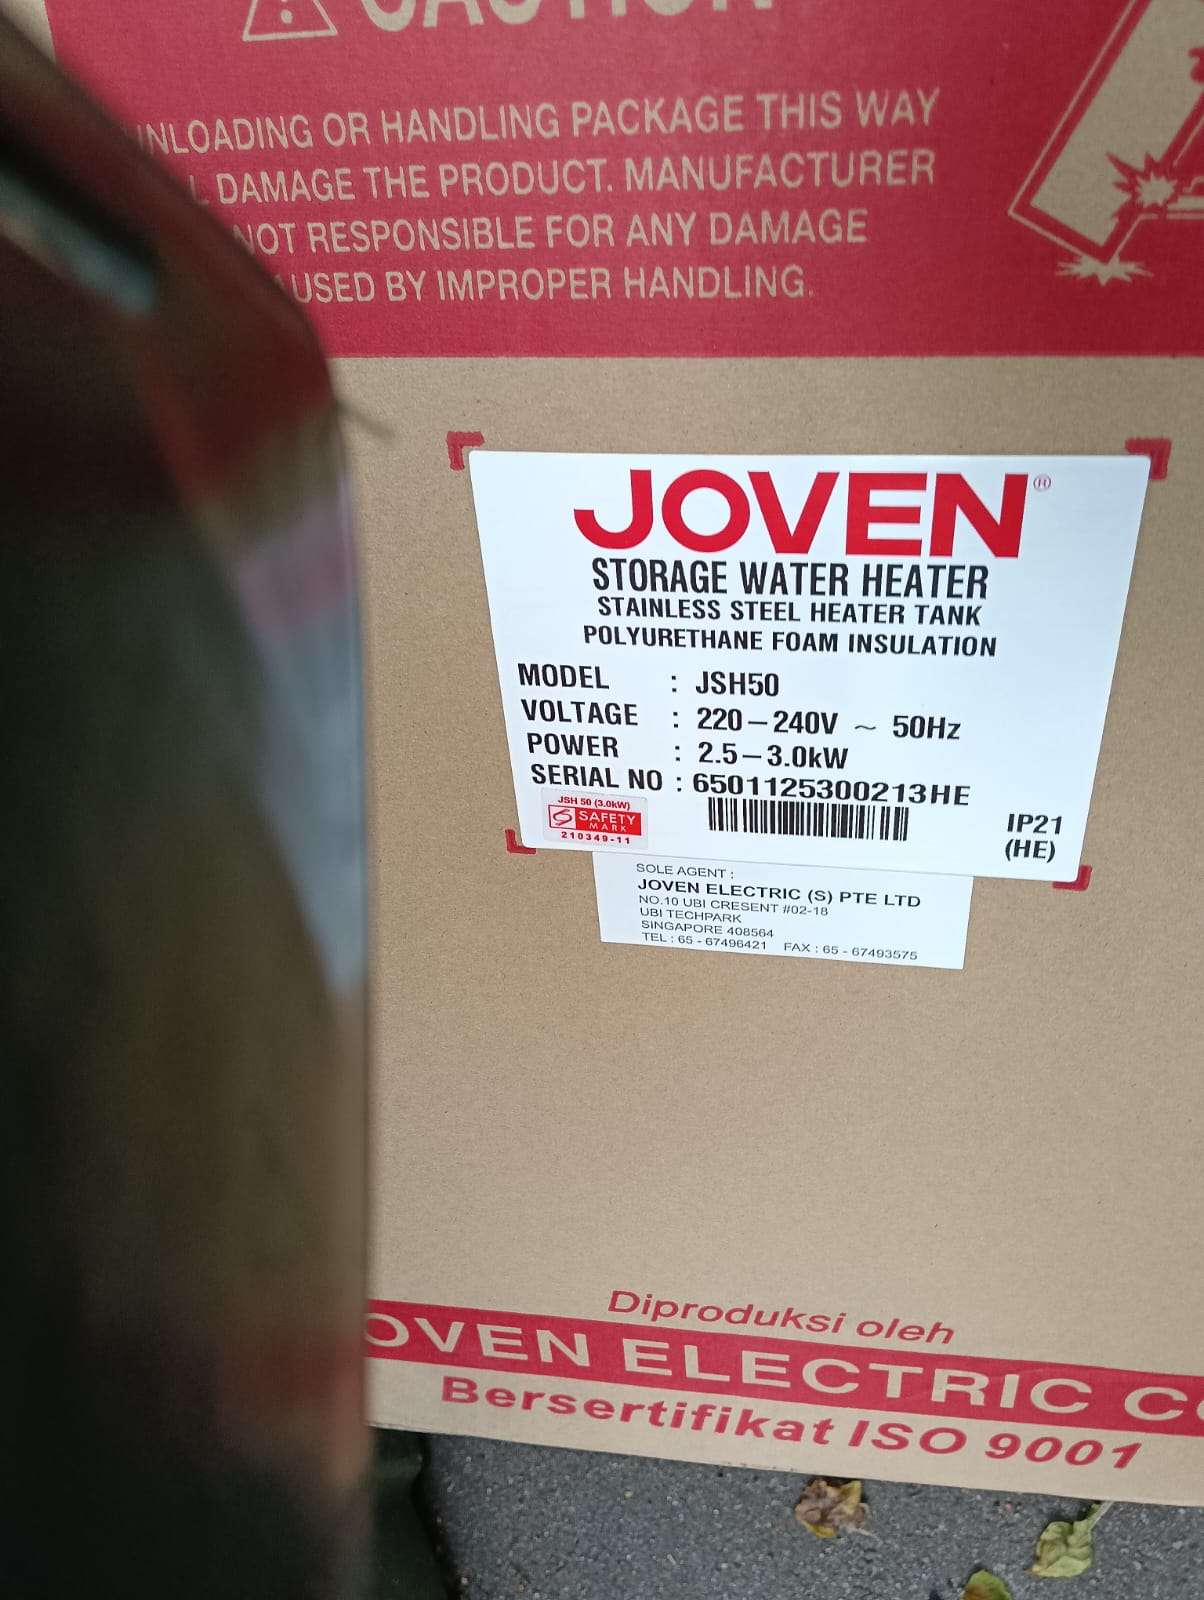 CAUTION
UNLOADING OR HANDLING PACKAGE THIS WAY
DAMAGE THE PRODUCT. MANUFACTURER
NOT RESPONSIBLE FOR ANY DAMAGE
CAUSED BY IMPROPER HANDLING.
JOVEN®
STORAGE WATER HEATER
STAINLESS STEEL HEATER TANK
POLYURETHANE FOAM INSULATION
MODEL : JSH50
VOLTAGE : 220–240V ~ 50Hz
POWER : 2.5–3.0kW
SERIAL NO : 6501125300213HE
JSH 50 (3.0kW)
SAFETY
MARK
210349-11
IP21
(HE)
SOLE AGENT :
JOVEN ELECTRIC (S) PTE LTD
NO.10 UBI CRESENT #02-18
UBI TECHPARK
SINGAPORE 408564
TEL : 65 - 67496421 FAX : 65 - 67493575
Diproduksi oleh
JOVEN ELECTRIC
Bersertifikat ISO 9001